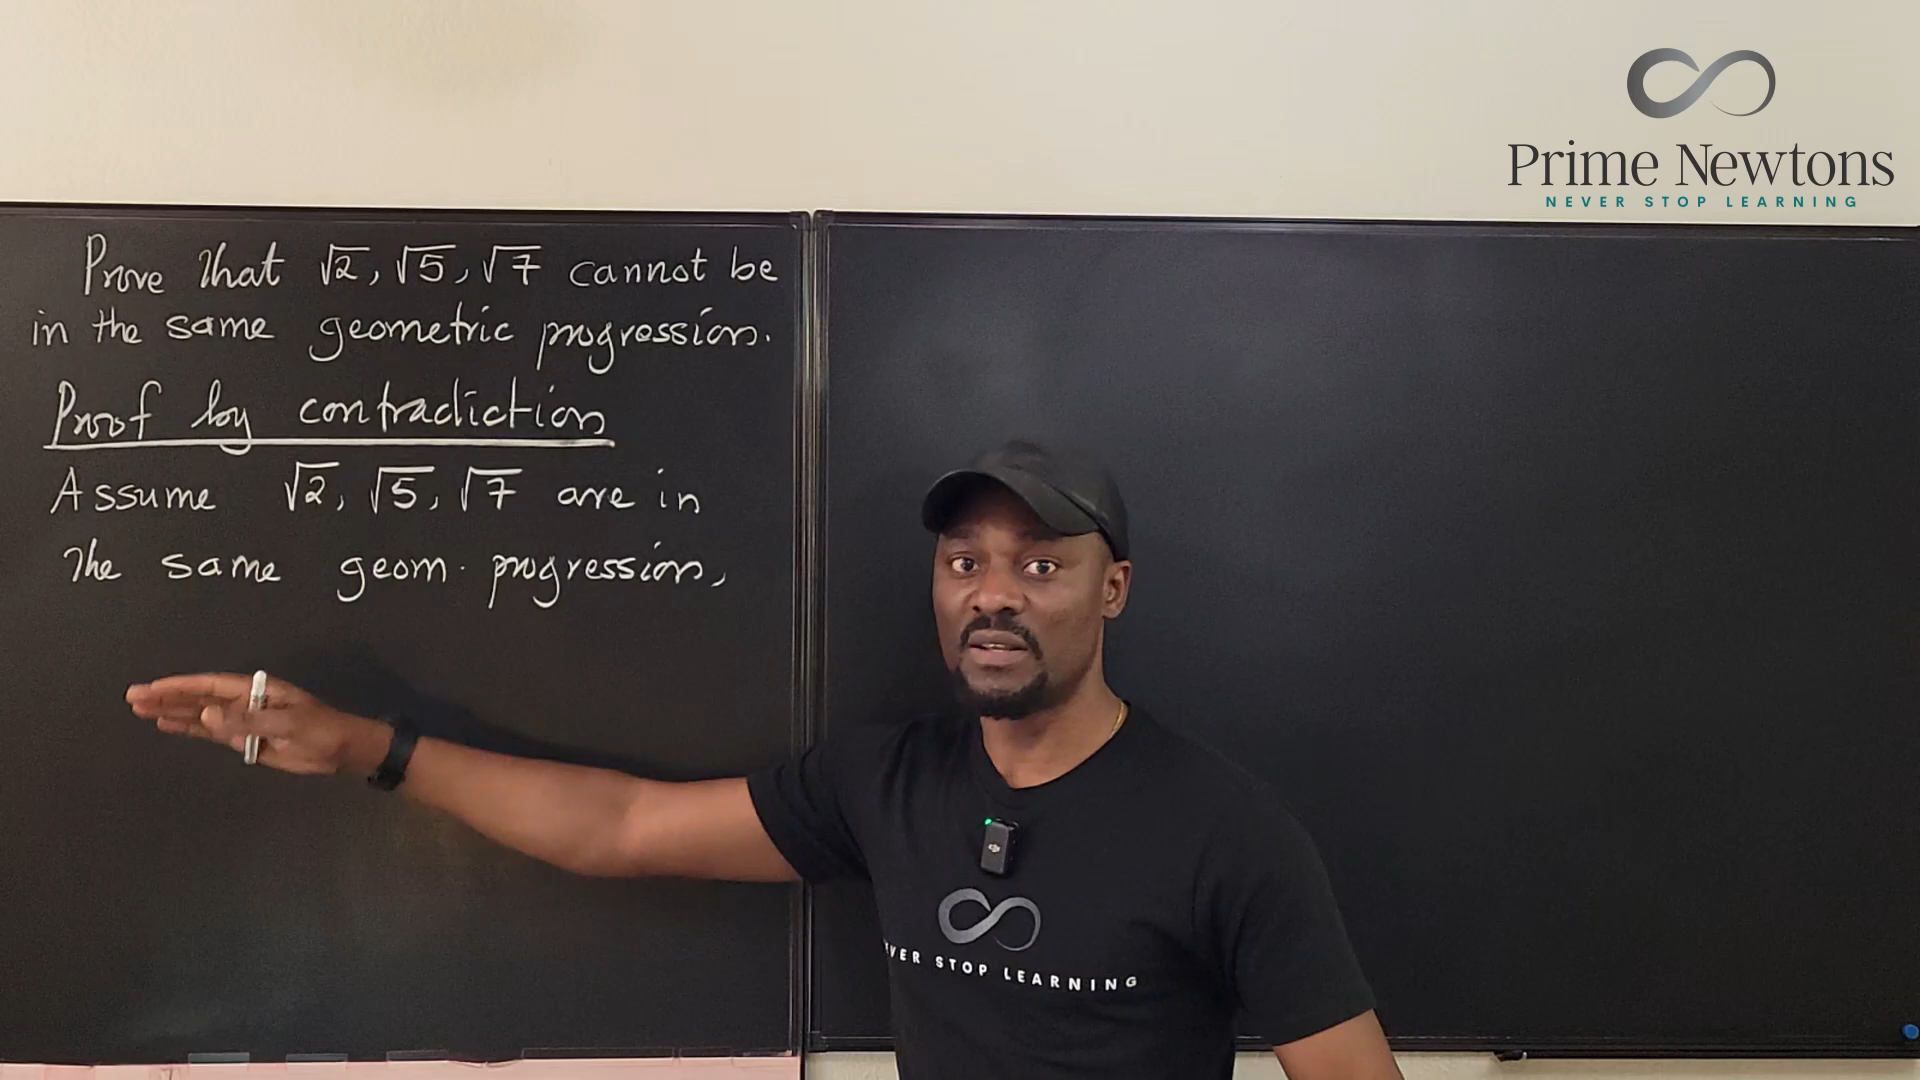 Prime Newtons
NEVER STOP LEARNING
Prove that √2, √5, √7 cannot be
in the same geometric progression.
Proof by contradiction
Assume √2, √5, √7 are in
the same geom. progression,
STOP LEARNING